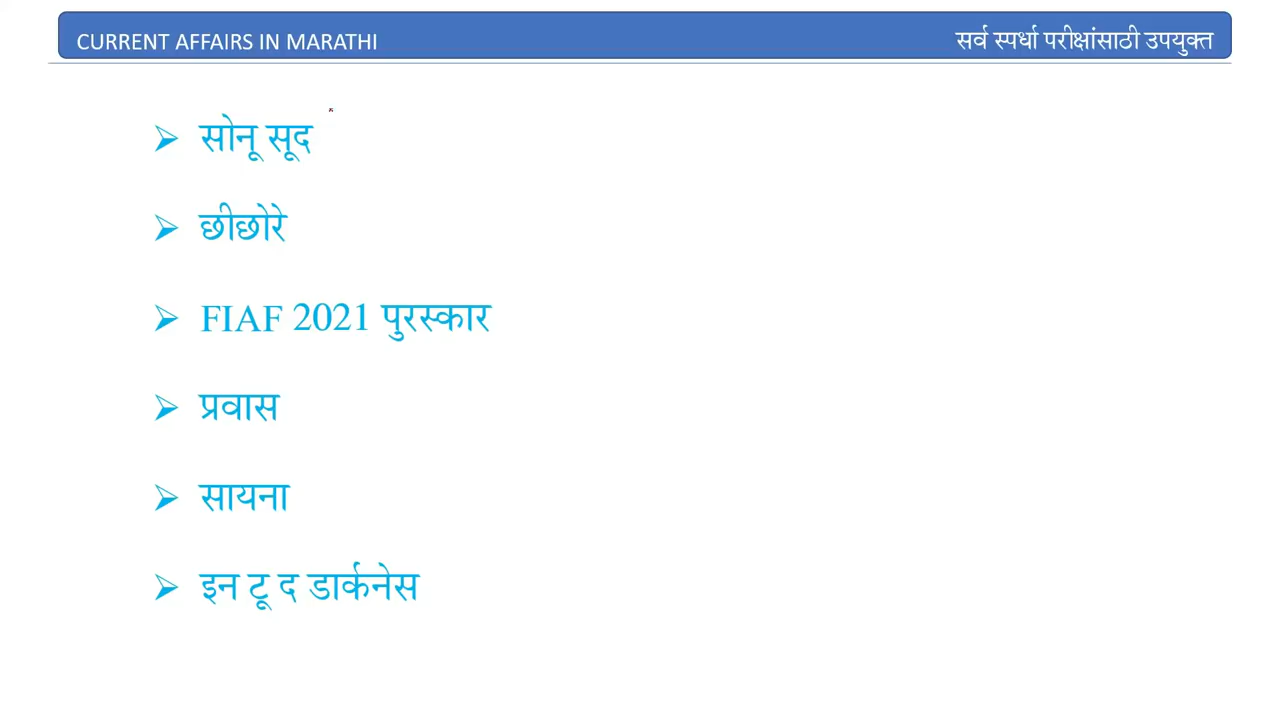 CURRENT AFFAIRS IN MARATHI सर्व स्पर्धा परीक्षांसाठी उपयुक्त
सोनू सूद
छीछोरे
FIAF 2021 पुरस्कार
प्रवास
सायना
इन टू द डार्कनेस